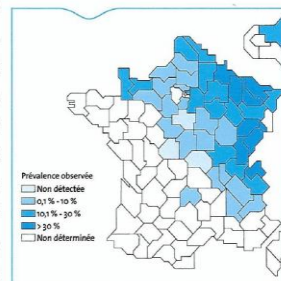 Prévalence observée
Non détectée
0,1 % - 10 %
10,1 % - 30 %
> 30 %
Non déterminée